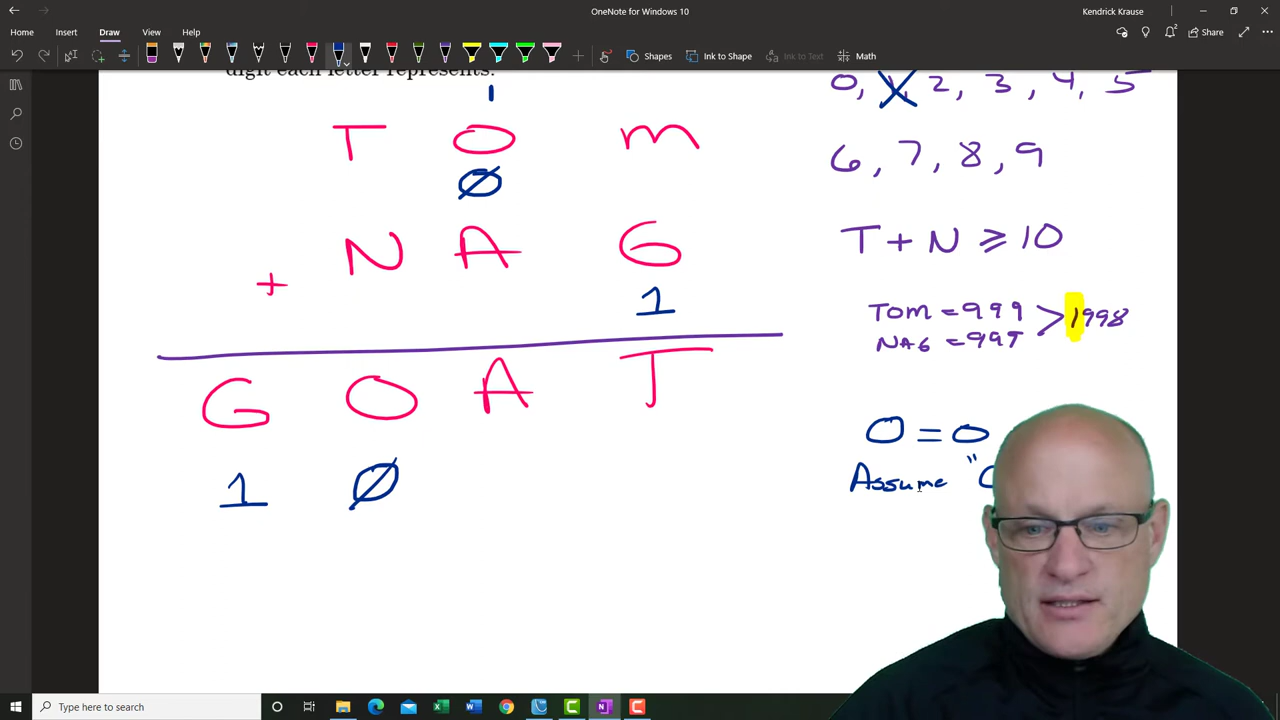 OneNote for Windows 10
Kendrick Krause
Home Insert Draw View Help
Share
Shapes Ink to Shape Ink to Text Math
digit each letter represents.
1
T O M
Ø
+ N A G
1
G O A T
1 Ø
0, 1, 2, 3, 4, 5
6, 7, 8, 9
T + N ≥ 10
TOM = 999 > 1998
NAG = 999
O = 0
Assume "
Type here to search